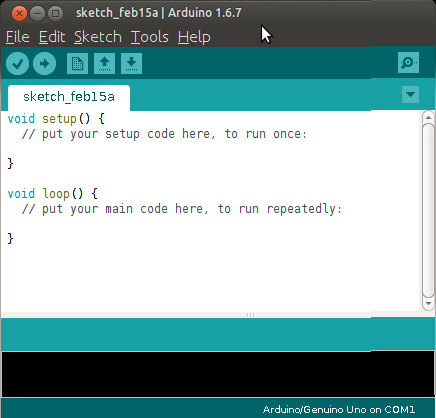 sketch_feb15a | Arduino 1.6.7
File Edit Sketch Tools Help
sketch_feb15a
void setup() {
// put your setup code here, to run once:
}
void loop() {
// put your main code here, to run repeatedly:
}
Arduino/Genuino Uno on COM1